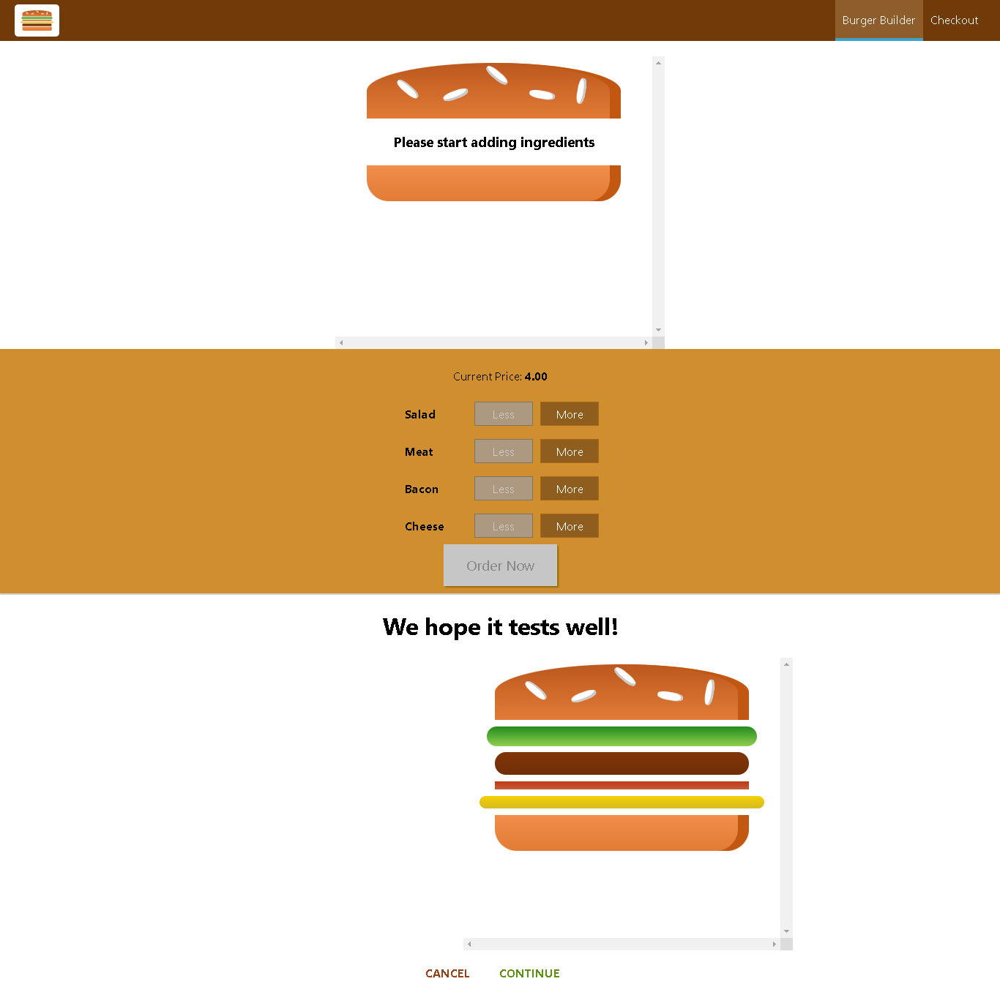 Burger Builder Checkout
Please start adding ingredients
Current Price: 4.00
Salad Less More
Meat Less More
Bacon Less More
Cheese Less More
Order Now
We hope it tests well!
CANCEL CONTINUE